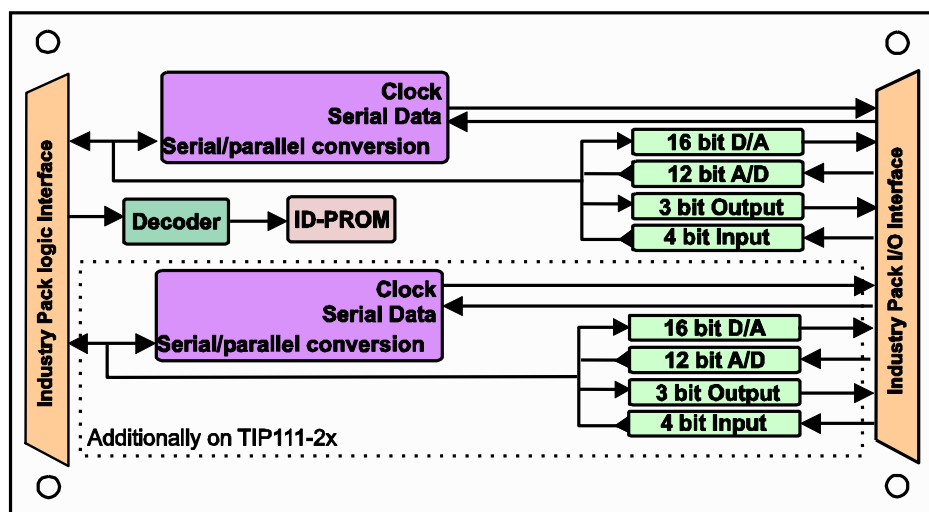 Industry Pack logic Interface
Clock
Serial Data
Serial/parallel conversion
16 bit D/A
12 bit A/D
3 bit Output
4 bit Input
Decoder
ID-PROM
Clock
Serial Data
Serial/parallel conversion
16 bit D/A
12 bit A/D
3 bit Output
4 bit Input
Additionally on TIP111-2x
Industry Pack I/O Interface